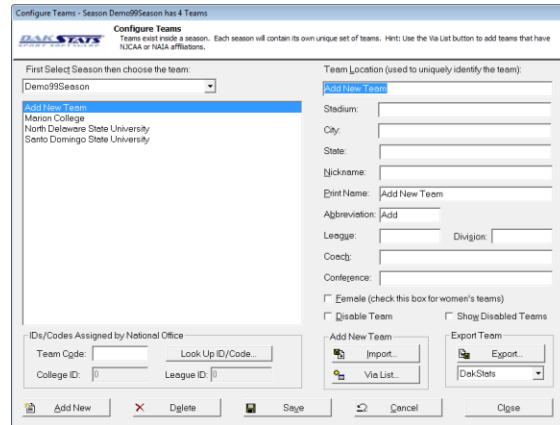 Configure Teams - Season Demo99Season has 4 Teams
DAKSTATS
Configure Teams
Teams exist inside a season. Each season will contain its own unique set of teams. Hint: Use the Via List button to add teams that have
NJCAA or NAIA affiliations.
First Select Season then choose the team:
Demo99Season
Add New Team
Marion College
North Delaware State University
Santo Domingo State University
Team Location (used to uniquely identify the team):
Add New Team
Stadium:
City:
State:
Nickname:
Print Name: Add New Team
Abbreviation: Add
League: Division:
Coach:
Conference:
Female (check this box for women's teams)
Disable Team Show Disabled Teams
IDs/Codes Assigned by National Office
Team Code: Look Up ID/Code...
College ID: 0 League ID: 0
Add New Team
Import...
Via List...
Export Team
Export...
DakStats
Add New Delete Save Cancel Close